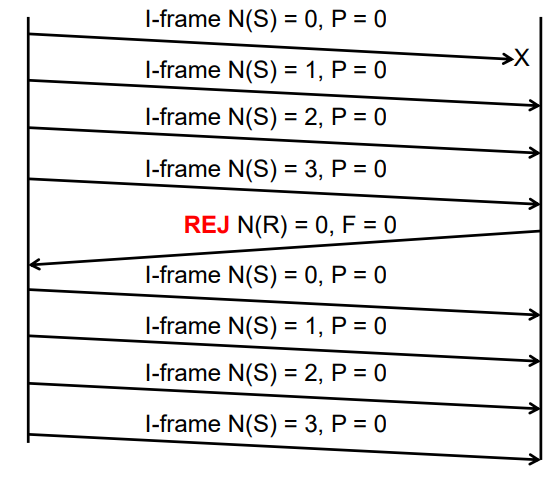 I-frame N(S) = 0, P = 0
X
I-frame N(S) = 1, P = 0
I-frame N(S) = 2, P = 0
I-frame N(S) = 3, P = 0
REJ N(R) = 0, F = 0
I-frame N(S) = 0, P = 0
I-frame N(S) = 1, P = 0
I-frame N(S) = 2, P = 0
I-frame N(S) = 3, P = 0